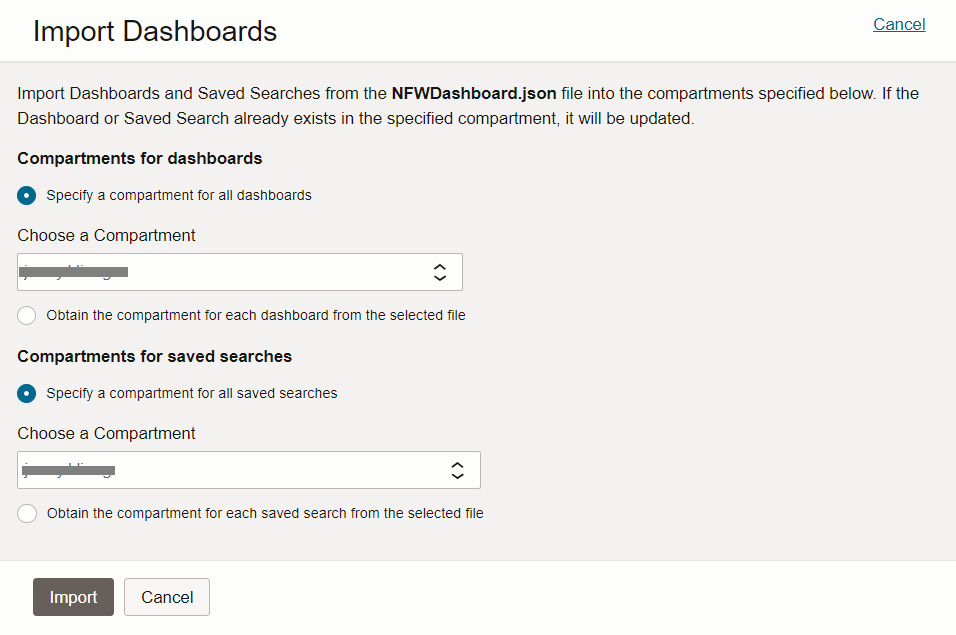 Import Dashboards
Cancel
Import Dashboards and Saved Searches from the NFWDashboard.json file into the compartments specified below. If the
Dashboard or Saved Search already exists in the specified compartment, it will be updated.
Compartments for dashboards
Specify a compartment for all dashboards
Choose a Compartment
Obtain the compartment for each dashboard from the selected file
Compartments for saved searches
Specify a compartment for all saved searches
Choose a Compartment
Obtain the compartment for each saved search from the selected file
Import
Cancel